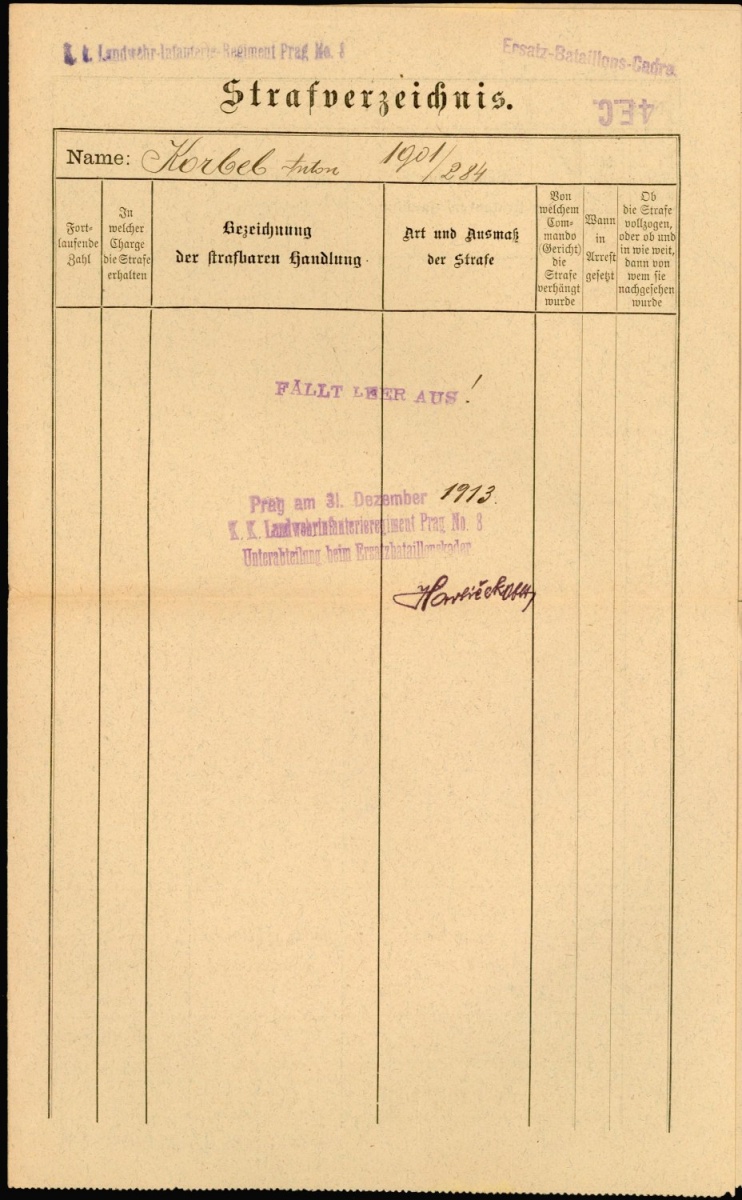 K. k. Landwehr-Infanterie-Regiment Prag No. 8
Ersatz-Bataillons-Cadre.
Strafverzeichnis.
4EC.
Name: Korbel Anton 1901/284
Fort-
laufende
Zahl
In
welcher
Charge
die Strafe
erhalten
Bezeichnung
der strafbaren Handlung
Art und Ausmaß
der Strafe
Von
welchem
Com-
mando
(Gericht)
die
Strafe
verhängt
wurde
Wann
in
Arrest
gesetzt
Ob
die Strafe
vollzogen,
oder ob und
in wie weit,
dann von
wem sie
nachgesehen
wurde
FÄLLT LEER AUS!
Prag am 31. Dezember 1913.
K. K. Landwehrinfanterieregiment Prag No. 8
Unterabteilung beim Ersatzbataillonskader